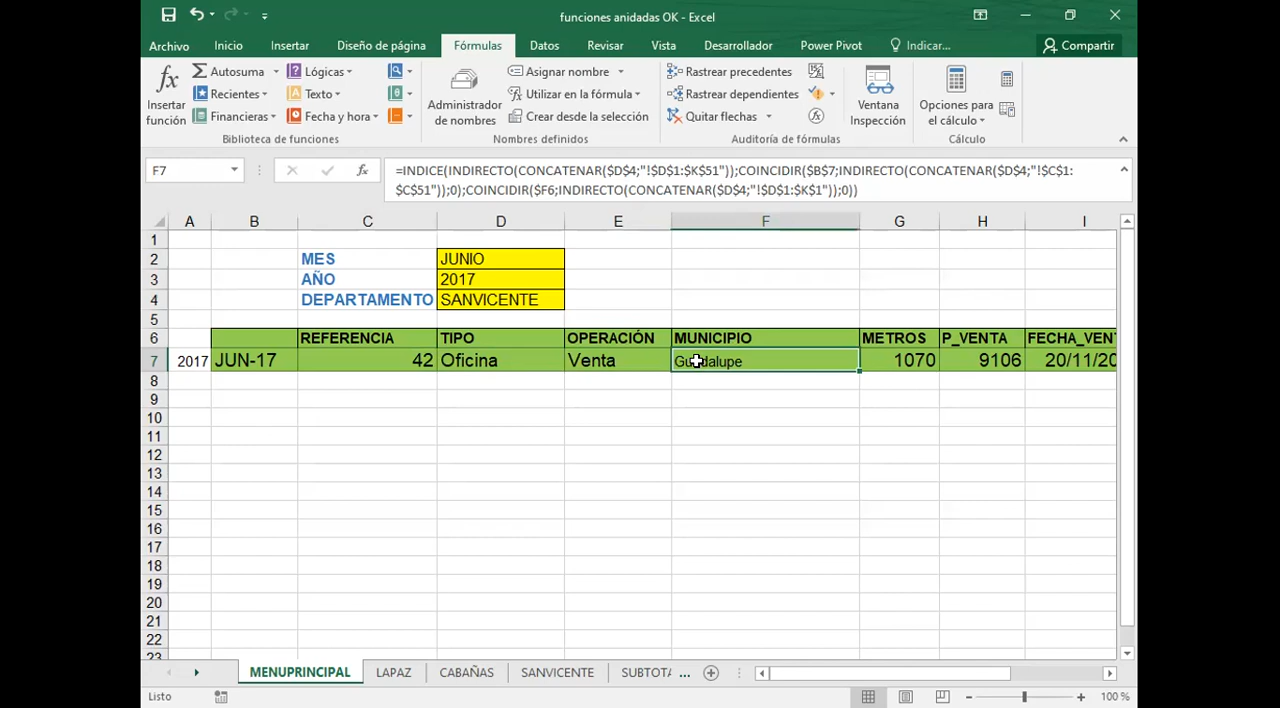 funciones anidadas OK - Excel
Archivo Inicio Insertar Diseño de página Fórmulas Datos Revisar Vista Desarrollador Power Pivot Indicar... Compartir
fx Insertar función
Autosuma
Recientes
Financieras
Lógicas
Texto
Fecha y hora
Biblioteca de funciones
Administrador de nombres
Asignar nombre
Utilizar en la fórmula
Crear desde la selección
Nombres definidos
Rastrear precedentes
Rastrear dependientes
Quitar flechas
Auditoría de fórmulas
Ventana Inspección
Opciones para el cálculo
Cálculo
F7
fx
=INDICE(INDIRECTO(CONCATENAR($D$4;"!$D$1:$K$51"));COINCIDIR($B$7;INDIRECTO(CONCATENAR($D$4;"!$C$1:
$C$51"));0);COINCIDIR($F6;INDIRECTO(CONCATENAR($D$4;"!$D$1:$K$1"));0))
A B C D E F G H I
1
2 MES JUNIO
3 AÑO 2017
4 DEPARTAMENTO SANVICENTE
5
6 REFERENCIA TIPO OPERACIÓN MUNICIPIO METROS P_VENTA FECHA_VENT
7 2017 JUN-17 42 Oficina Venta Guadalupe 1070 9106 20/11/20
8
9
10
11
12
13
14
15
16
17
18
19
20
21
22
23
MENUPRINCIPAL LAPAZ CABAÑAS SANVICENTE SUBTOTA ...
Listo 100 %